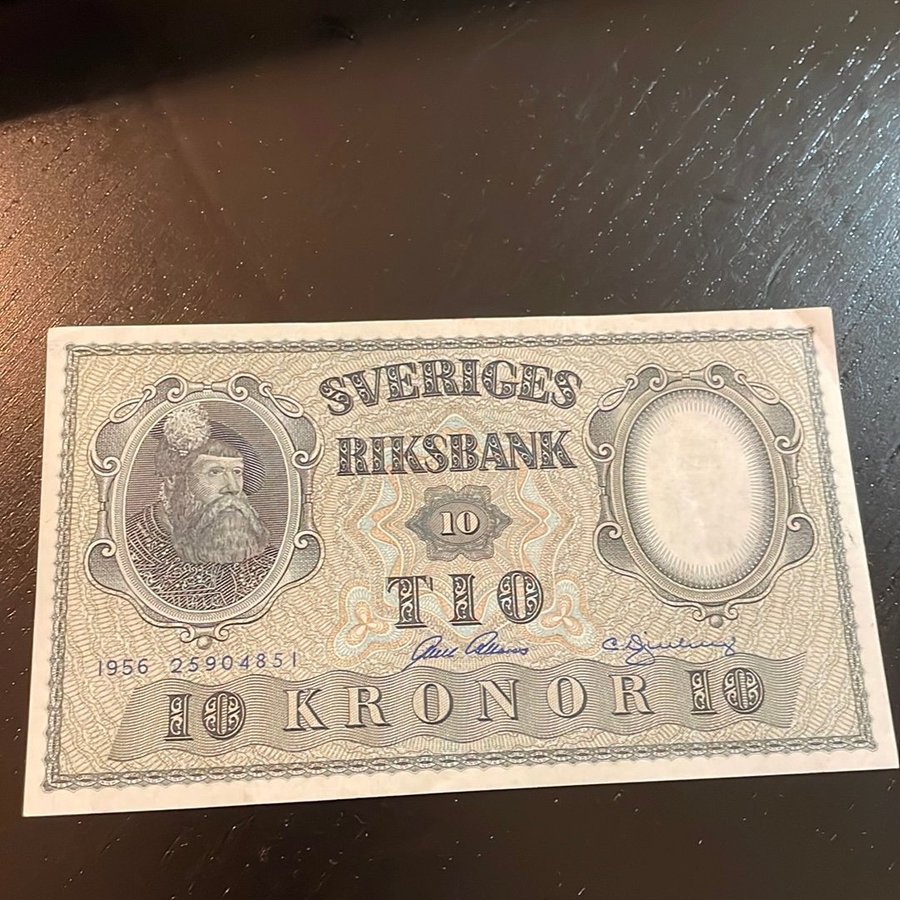 SVERIGES
RIKSBANK
10
TIO
1956 25904851
10 KRONOR 10